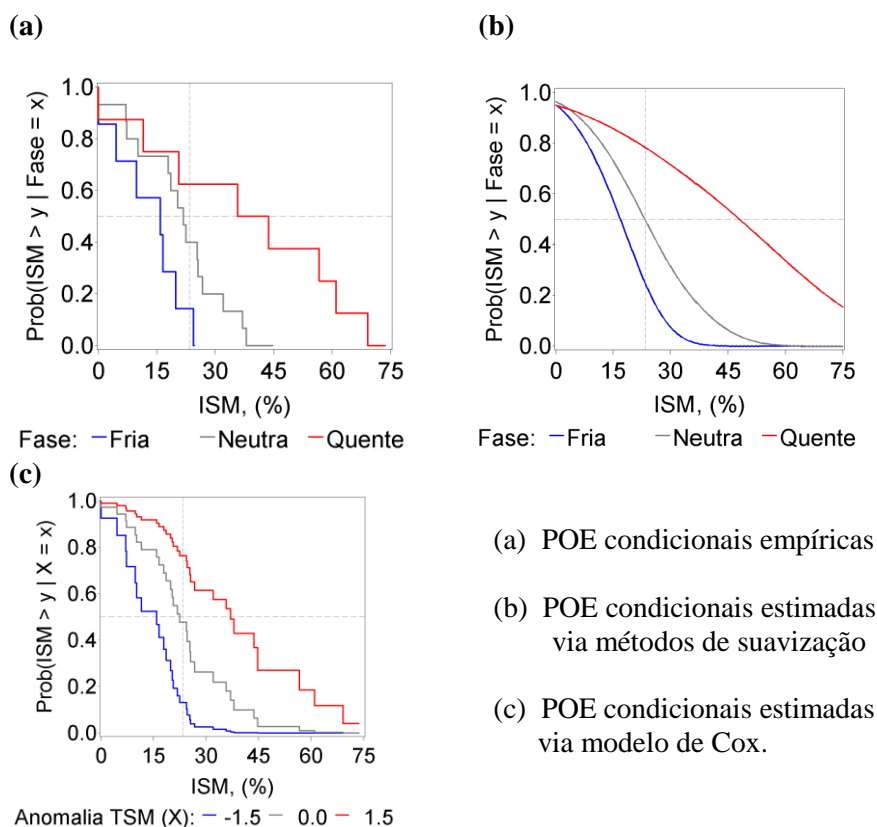 (a)
Prob(ISM > y | Fase = x)
1.0
0.8
0.6
0.4
0.2
0.0
0 15 30 45 60 75
ISM, (%)
Fase: Fria Neutra Quente
(b)
Prob(ISM > y | Fase = x)
1.0
0.8
0.6
0.4
0.2
0.0
0 15 30 45 60 75
ISM, (%)
Fase: Fria Neutra Quente
(c)
Prob(ISM > y | X = x)
1.0
0.8
0.6
0.4
0.2
0.0
0 15 30 45 60 75
ISM, (%)
Anomalia TSM (X): -1.5 0.0 1.5
(a) POE condicionais empíricas
(b) POE condicionais estimadas
via métodos de suavização
(c) POE condicionais estimadas
via modelo de Cox.